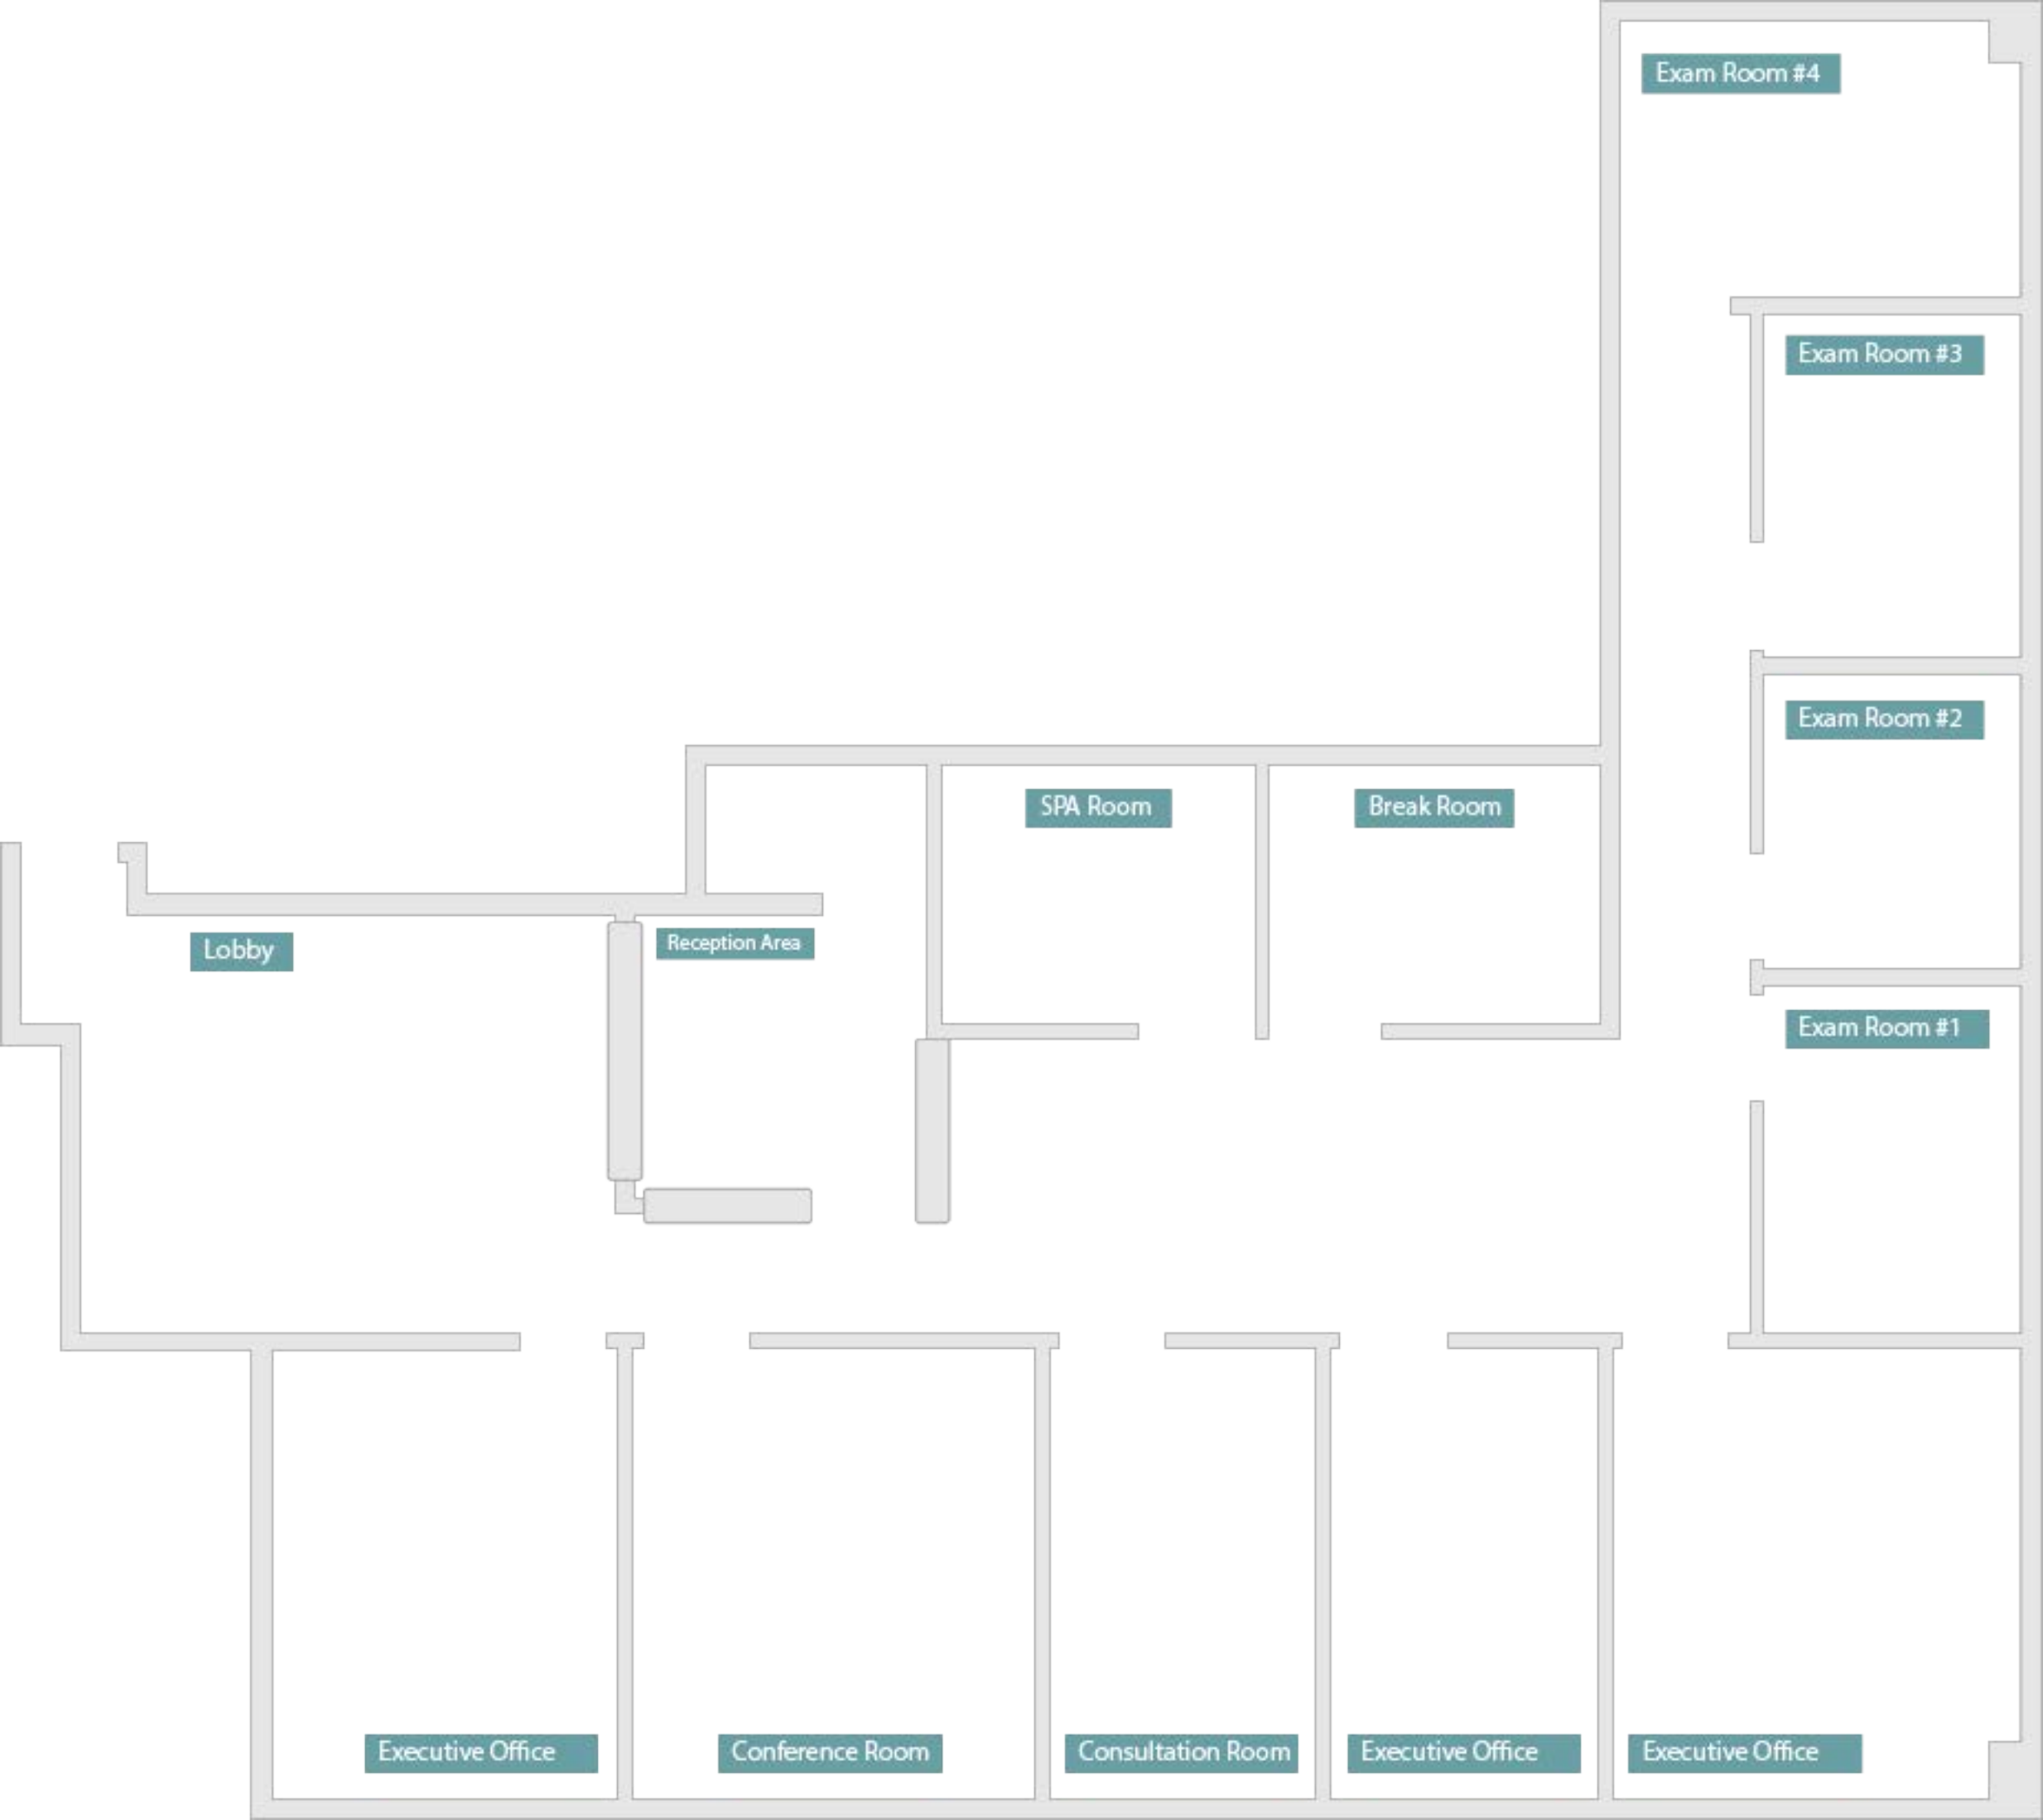 Exam Room #4
Exam Room #3
Exam Room #2
SPA Room
Break Room
Lobby
Reception Area
Exam Room #1
Executive Office
Conference Room
Consultation Room
Executive Office
Executive Office